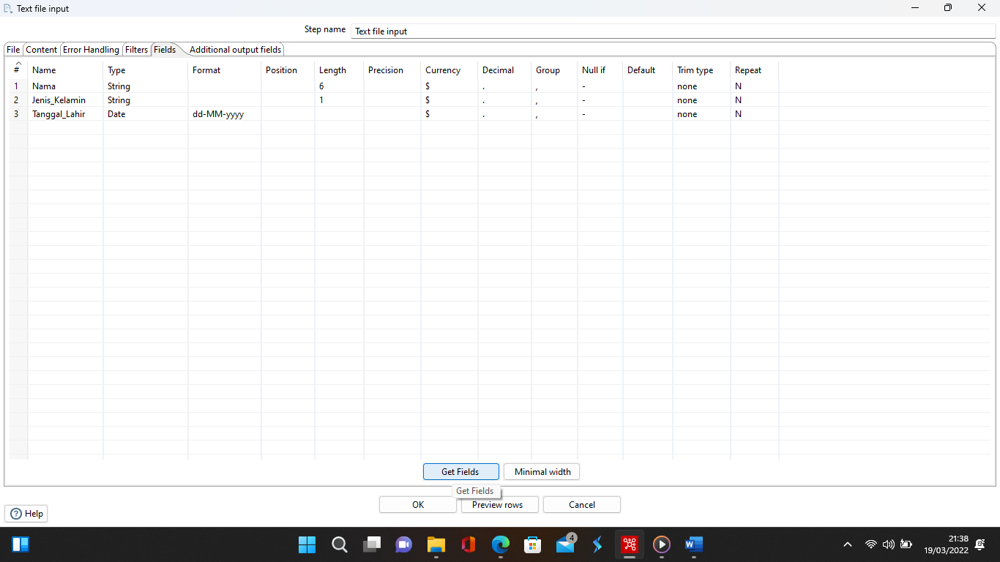 Text file input
Step name Text file input
File Content Error Handling Filters Fields Additional output fields
# Name Type Format Position Length Precision Currency Decimal Group Null if Default Trim type Repeat
1 Nama String 6 $ . , - none N
2 Jenis_Kelamin String 1 $ . , - none N
3 Tanggal_Lahir Date dd-MM-yyyy $ . , - none N
Get Fields Minimal width
Get Fields
OK Preview rows Cancel
? Help
4
21:38
19/03/2022